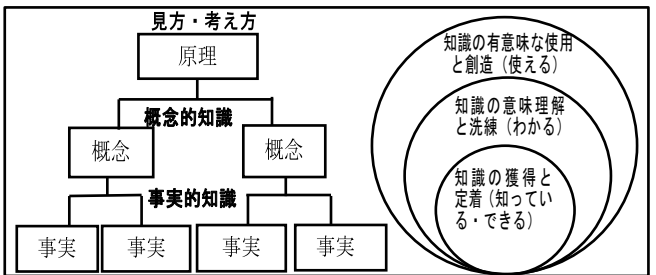 見方・考え方
原理
概念的知識
概念
概念
事実的知識
事実
事実
事実
事実
知識の有意味な使用
と創造（使える）
知識の意味理解
と洗練（わかる）
知識の獲得と
定着（知ってい
る・できる）